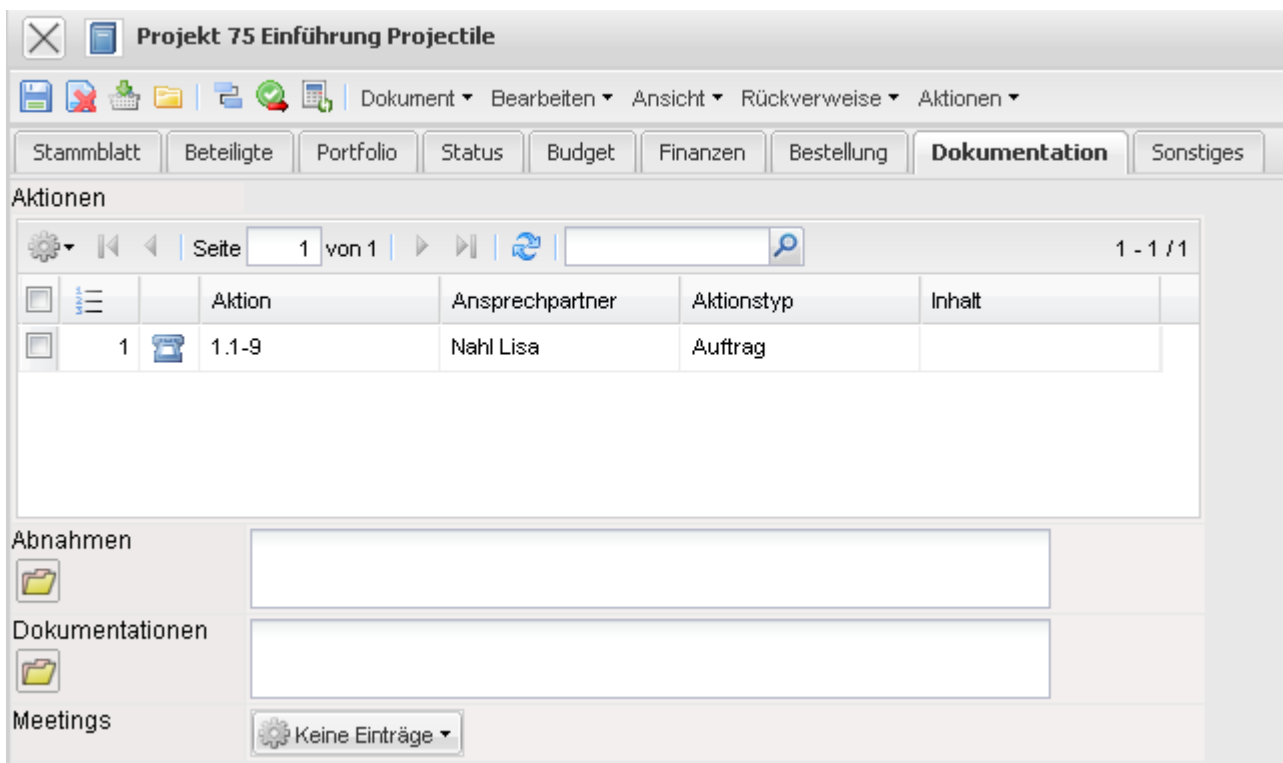 Projekt 75 Einführung Projectile
Dokument Bearbeiten Ansicht Rückverweise Aktionen
Stammblatt Beteiligte Portfolio Status Budget Finanzen Bestellung Dokumentation Sonstiges
Aktionen
Seite 1 von 1 1 - 1 / 1
Aktion Ansprechpartner Aktionstyp Inhalt
1 1.1-9 Nahl Lisa Auftrag
Abnahmen
Dokumentationen
Meetings Keine Einträge